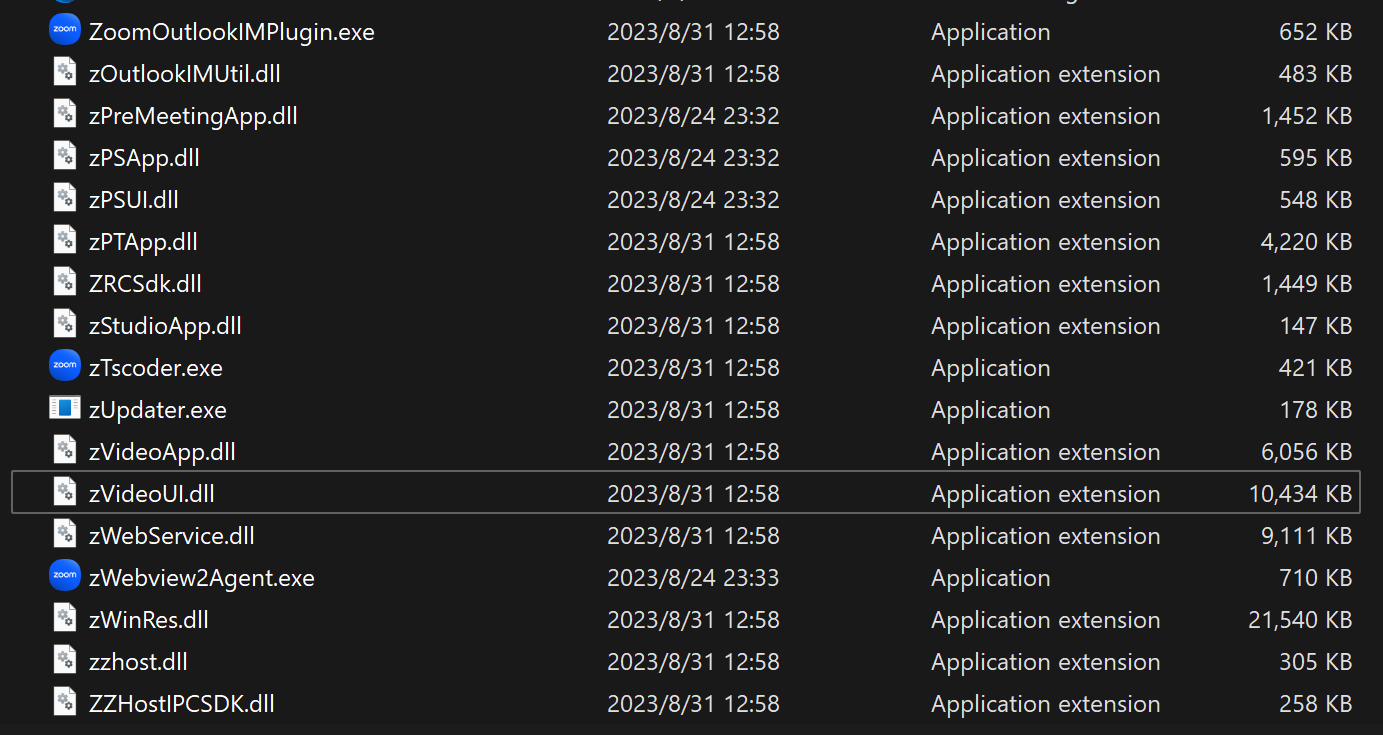 zoom ZoomOutlookIMPlugin.exe 2023/8/31 12:58 Application 652 KB
zOutlookIMUtil.dll 2023/8/31 12:58 Application extension 483 KB
zPreMeetingApp.dll 2023/8/24 23:32 Application extension 1,452 KB
zPSApp.dll 2023/8/24 23:32 Application extension 595 KB
zPSUI.dll 2023/8/24 23:32 Application extension 548 KB
zPTApp.dll 2023/8/31 12:58 Application extension 4,220 KB
ZRCSdk.dll 2023/8/31 12:58 Application extension 1,449 KB
zStudioApp.dll 2023/8/31 12:58 Application extension 147 KB
zoom zTscoder.exe 2023/8/31 12:58 Application 421 KB
zUpdater.exe 2023/8/31 12:58 Application 178 KB
zVideoApp.dll 2023/8/31 12:58 Application extension 6,056 KB
zVideoUI.dll 2023/8/31 12:58 Application extension 10,434 KB
zWebService.dll 2023/8/31 12:58 Application extension 9,111 KB
zoom zWebview2Agent.exe 2023/8/24 23:33 Application 710 KB
zWinRes.dll 2023/8/31 12:58 Application extension 21,540 KB
zzhost.dll 2023/8/31 12:58 Application extension 305 KB
ZZHostIPCSDK.dll 2023/8/31 12:58 Application extension 258 KB